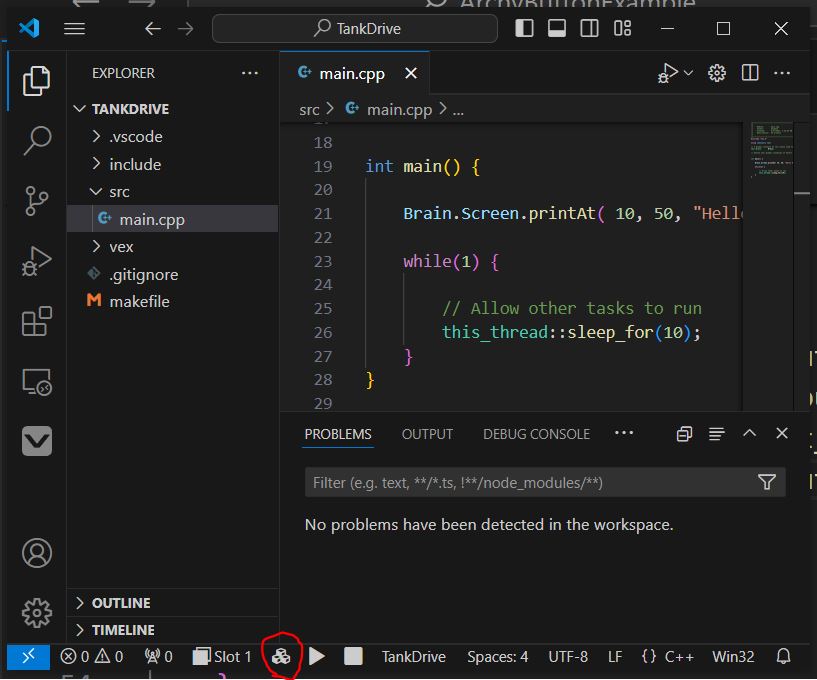 ArchyButtonExample
TankDrive
EXPLORER
TANKDRIVE
.vscode
include
src
main.cpp
vex
.gitignore
makefile
OUTLINE
TIMELINE
main.cpp
src > main.cpp > ...
18
19 int main() {
20
21 Brain.Screen.printAt( 10, 50, "Hello
22
23 while(1) {
24
25 // Allow other tasks to run
26 this_thread::sleep_for(10);
27 }
28 }
29
PROBLEMS OUTPUT DEBUG CONSOLE
Filter (e.g. text, **/*.ts, !**/node_modules/**)
No problems have been detected in the workspace.
0 0 0 Slot 1 TankDrive Spaces: 4 UTF-8 LF {} C++ Win32